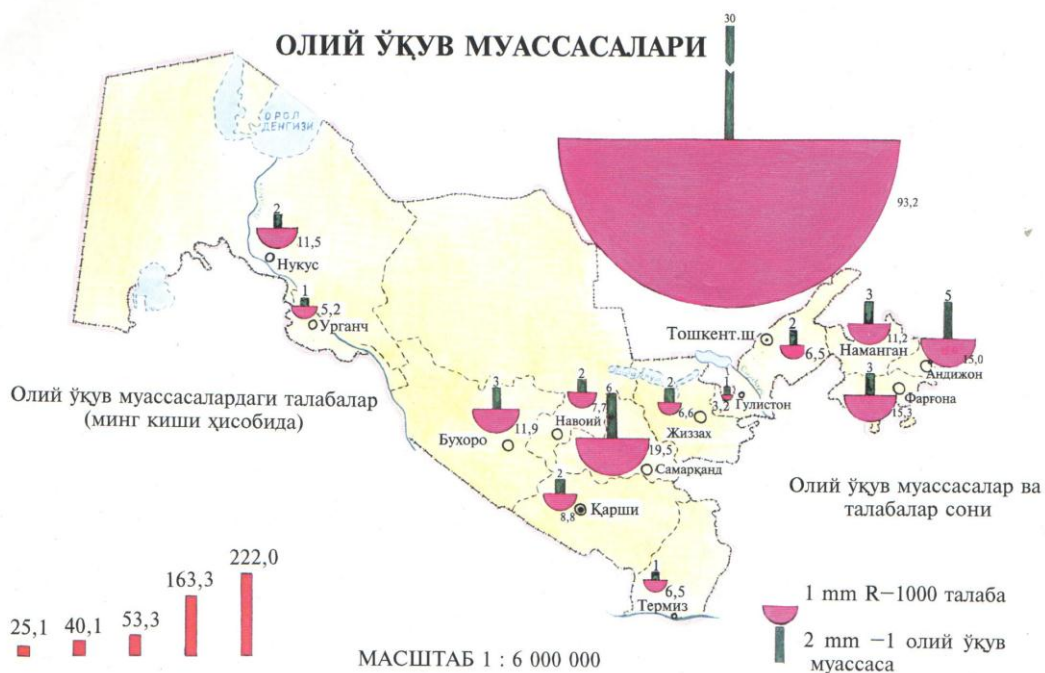 ОЛИЙ ЎҚУВ МУАССАСАЛАРИ
30
93,2
ОРОЛ
ДЕНГИЗИ
2
11,5
Нукус
1
5,2
Урганч
Тошкент.ш
2
6,5
3
11,2
Наманган
5
15,0
Андижон
3
15,3
Фарғона
Олий ўқув муассасалардаги талабалар
(минг киши ҳисобида)
3
11,9
Бухоро
2
7,7
Навоий
6
19,5
Самарқанд
2
6,6
Жиззах
1
3,2
Гулистон
2
8,8
Қарши
1
6,5
Термиз
Олий ўқув муассасалар ва
талабалар сони
1 mm R–1000 талаба
2 mm –1 олий ўқув
муассаса
25,1
40,1
53,3
163,3
222,0
МАСШТАБ 1 : 6 000 000